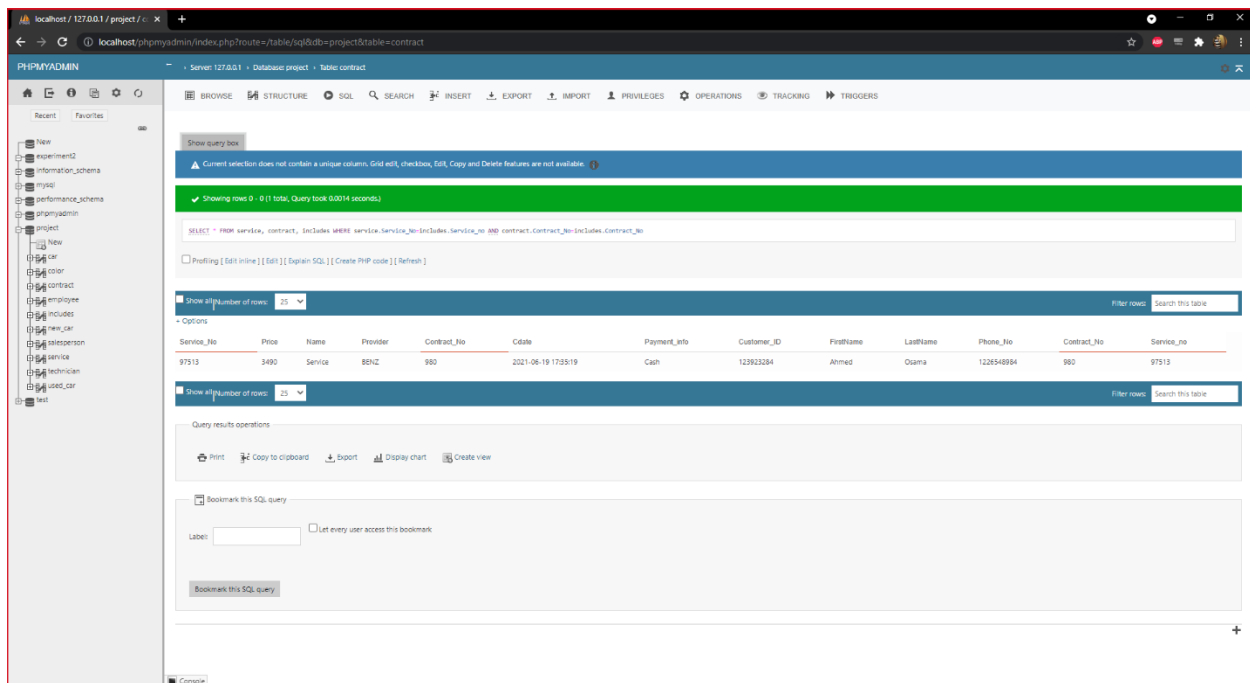 localhost / 127.0.0.1 / project / c
localhost/phpmyadmin/index.php?route=/table/sql&db=project&table=contract
ABP
PHPMYADMIN
Server: 127.0.0.1 › Database: project › Table: contract
BROWSE STRUCTURE SQL SEARCH INSERT EXPORT IMPORT PRIVILEGES OPERATIONS TRACKING TRIGGERS
Recent Favorites
New
experiment2
information_schema
mysql
performance_schema
phpmyadmin
project
New
car
color
contract
employee
includes
new_car
salesperson
service
technician
used_car
test
Show query box
Current selection does not contain a unique column. Grid edit, checkbox, Edit, Copy and Delete features are not available.
Showing rows 0 - 0 (1 total, Query took 0.0014 seconds.)
SELECT * FROM service, contract, includes WHERE service.Service_No=includes.Service_no AND contract.Contract_No=includes.Contract_No
Profiling [ Edit inline ] [ Edit ] [ Explain SQL ] [ Create PHP code ] [ Refresh ]
Show all Number of rows: 25 Filter rows: Search this table
+ Options
Service_No Price Name Provider Contract_No Cdate Payment_info Customer_ID FirstName LastName Phone_No Contract_No Service_no
97513 3490 Service BENZ 980 2021-06-19 17:35:19 Cash 123923284 Ahmed Osama 1226548984 980 97513
Show all Number of rows: 25 Filter rows: Search this table
Query results operations
Print Copy to clipboard Export Display chart Create view
Bookmark this SQL query
Label: Let every user access this bookmark
Bookmark this SQL query
Console